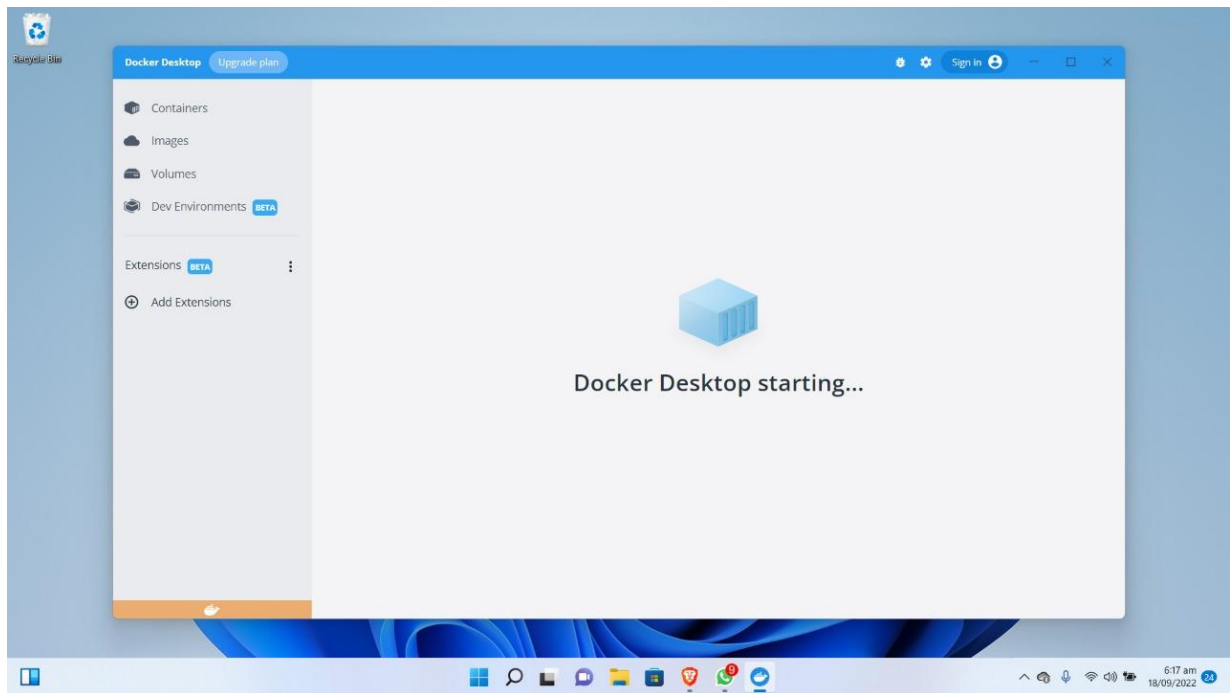 Recycle Bin
Docker Desktop Upgrade plan
Sign in
Containers
Images
Volumes
Dev Environments BETA
Extensions BETA
Add Extensions
Docker Desktop starting...
9
6:17 am
18/09/2022
24